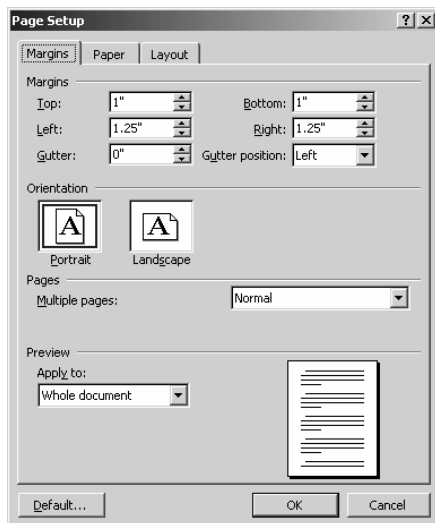 Page Setup
Margins Paper Layout
Margins
Top: 1" Bottom: 1"
Left: 1.25" Right: 1.25"
Gutter: 0" Gutter position: Left
Orientation
A A
Portrait Landscape
Pages
Multiple pages: Normal
Preview
Apply to:
Whole document
Default... OK Cancel